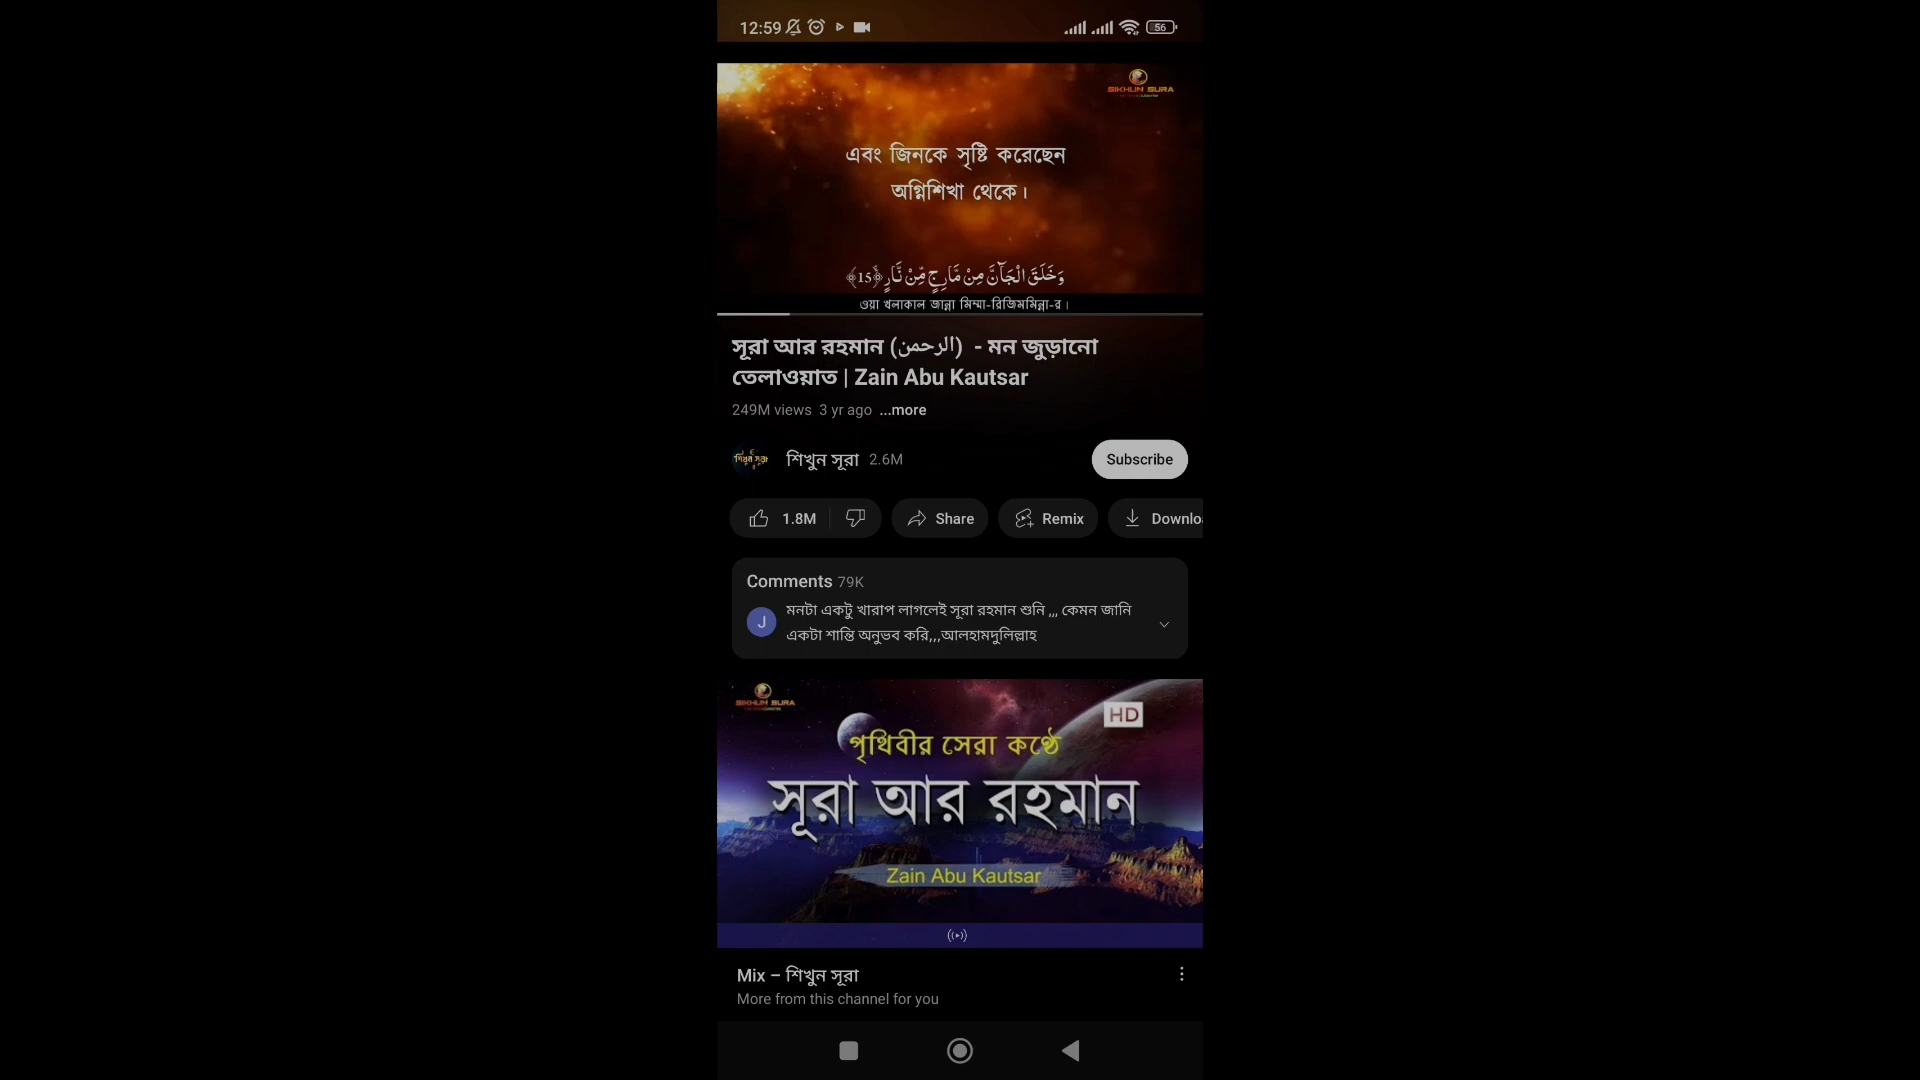 12:59
56
SIKHUN SURA
এবং জিনকে সৃষ্টি করেছেন
অগ্নিশিখা থেকে।
وَخَلَقَ الْجَآنَّ مِنْ مَّارِجٍ مِّنْ نَّارٍ ﴿15﴾
ওয়া খলাকাল জান্না মিম্মা-রিজিমমিন্না-র।
সূরা আর রহমান (الرحمن) - মন জুড়ানো
তেলাওয়াত | Zain Abu Kautsar
249M views 3 yr ago ...more
শিখুন সূরা
শিখুন সূরা 2.6M
Subscribe
1.8M
Share
Remix
Downlo
Comments 79K
J
মনটা একটু খারাপ লাগলেই সূরা রহমান শুনি ,,, কেমন জানি
একটা শান্তি অনুভব করি,,,আলহামদুলিল্লাহ
SIKHUN SURA
HD
পৃথিবীর সেরা কণ্ঠে
সূরা আর রহমান
Zain Abu Kautsar
Mix – শিখুন সূরা
More from this channel for you